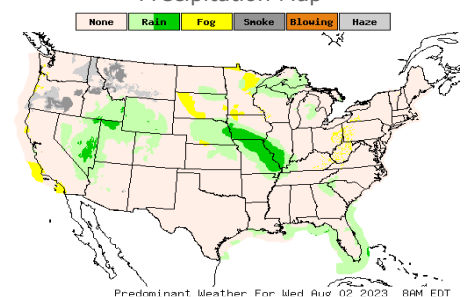 Precipitation Map
None Rain Fog Smoke Blowing Haze
Predominant Weather For Wed Aug 02 2023 8AM EDT